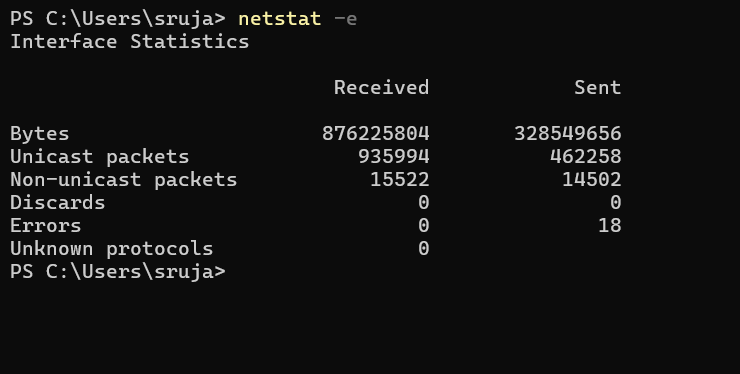 PS C:\Users\sruja> netstat -e
Interface Statistics
Received Sent
Bytes 876225804 328549656
Unicast packets 935994 462258
Non-unicast packets 15522 14502
Discards 0 0
Errors 0 18
Unknown protocols 0
PS C:\Users\sruja>